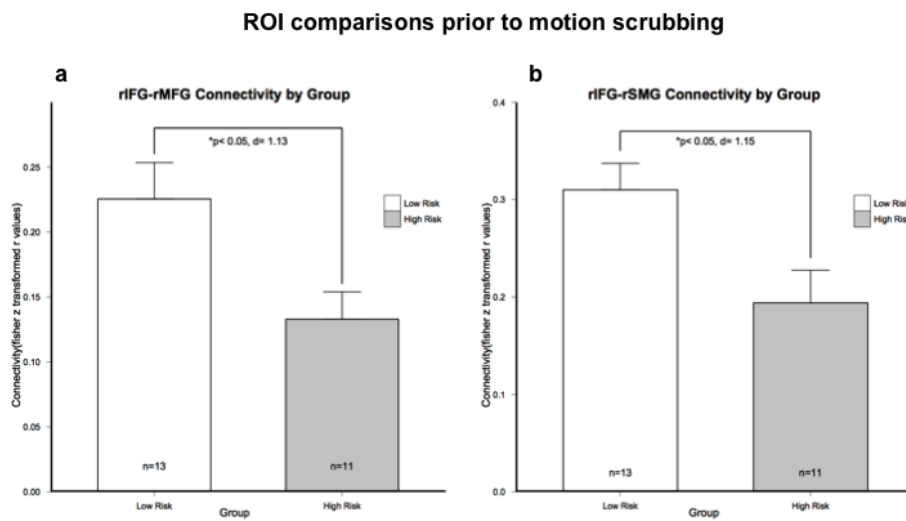 ROI comparisons prior to motion scrubbing
a
rIFG-rMFG Connectivity by Group
*p< 0.05, d= 1.13
Low Risk
High Risk
Connectivity(fisher z transformed r values)
0.25
0.20
0.15
0.10
0.05
0.00
n=13
n=11
Low Risk
High Risk
Group
b
rIFG-rSMG Connectivity by Group
*p< 0.05, d= 1.15
Low Risk
High Risk
Connectivity(fisher z transformed r values)
0.4
0.3
0.2
0.1
0.0
n=13
n=11
Low Risk
High Risk
Group